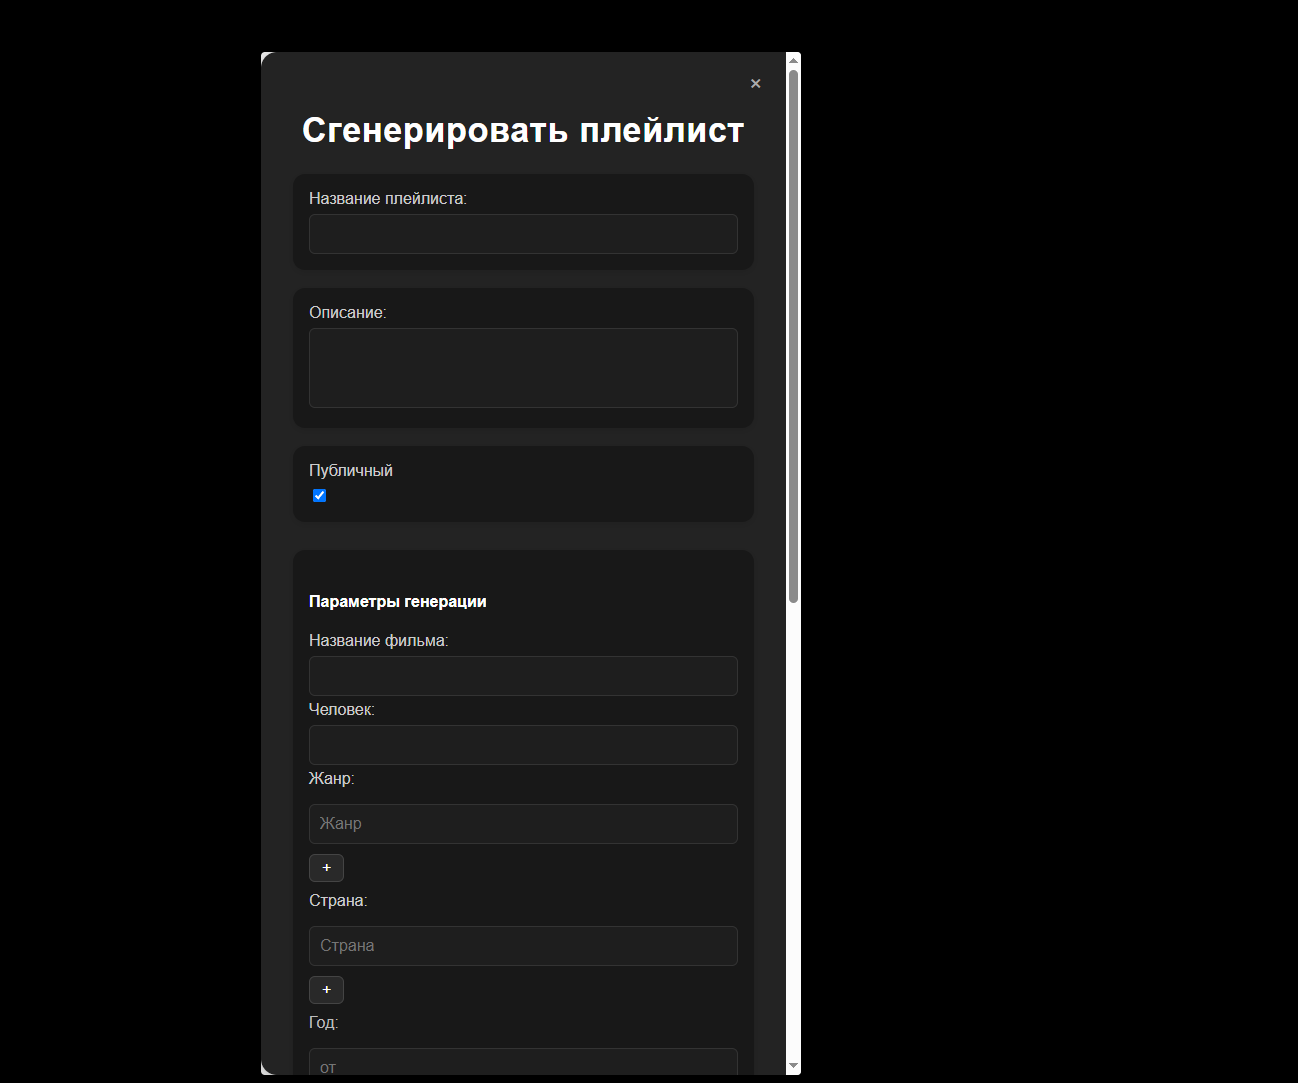 ×
Сгенерировать плейлист
Название плейлиста:
Описание:
Публичный
Параметры генерации
Название фильма:
Человек:
Жанр:
Жанр
+
Страна:
Страна
+
Год:
от